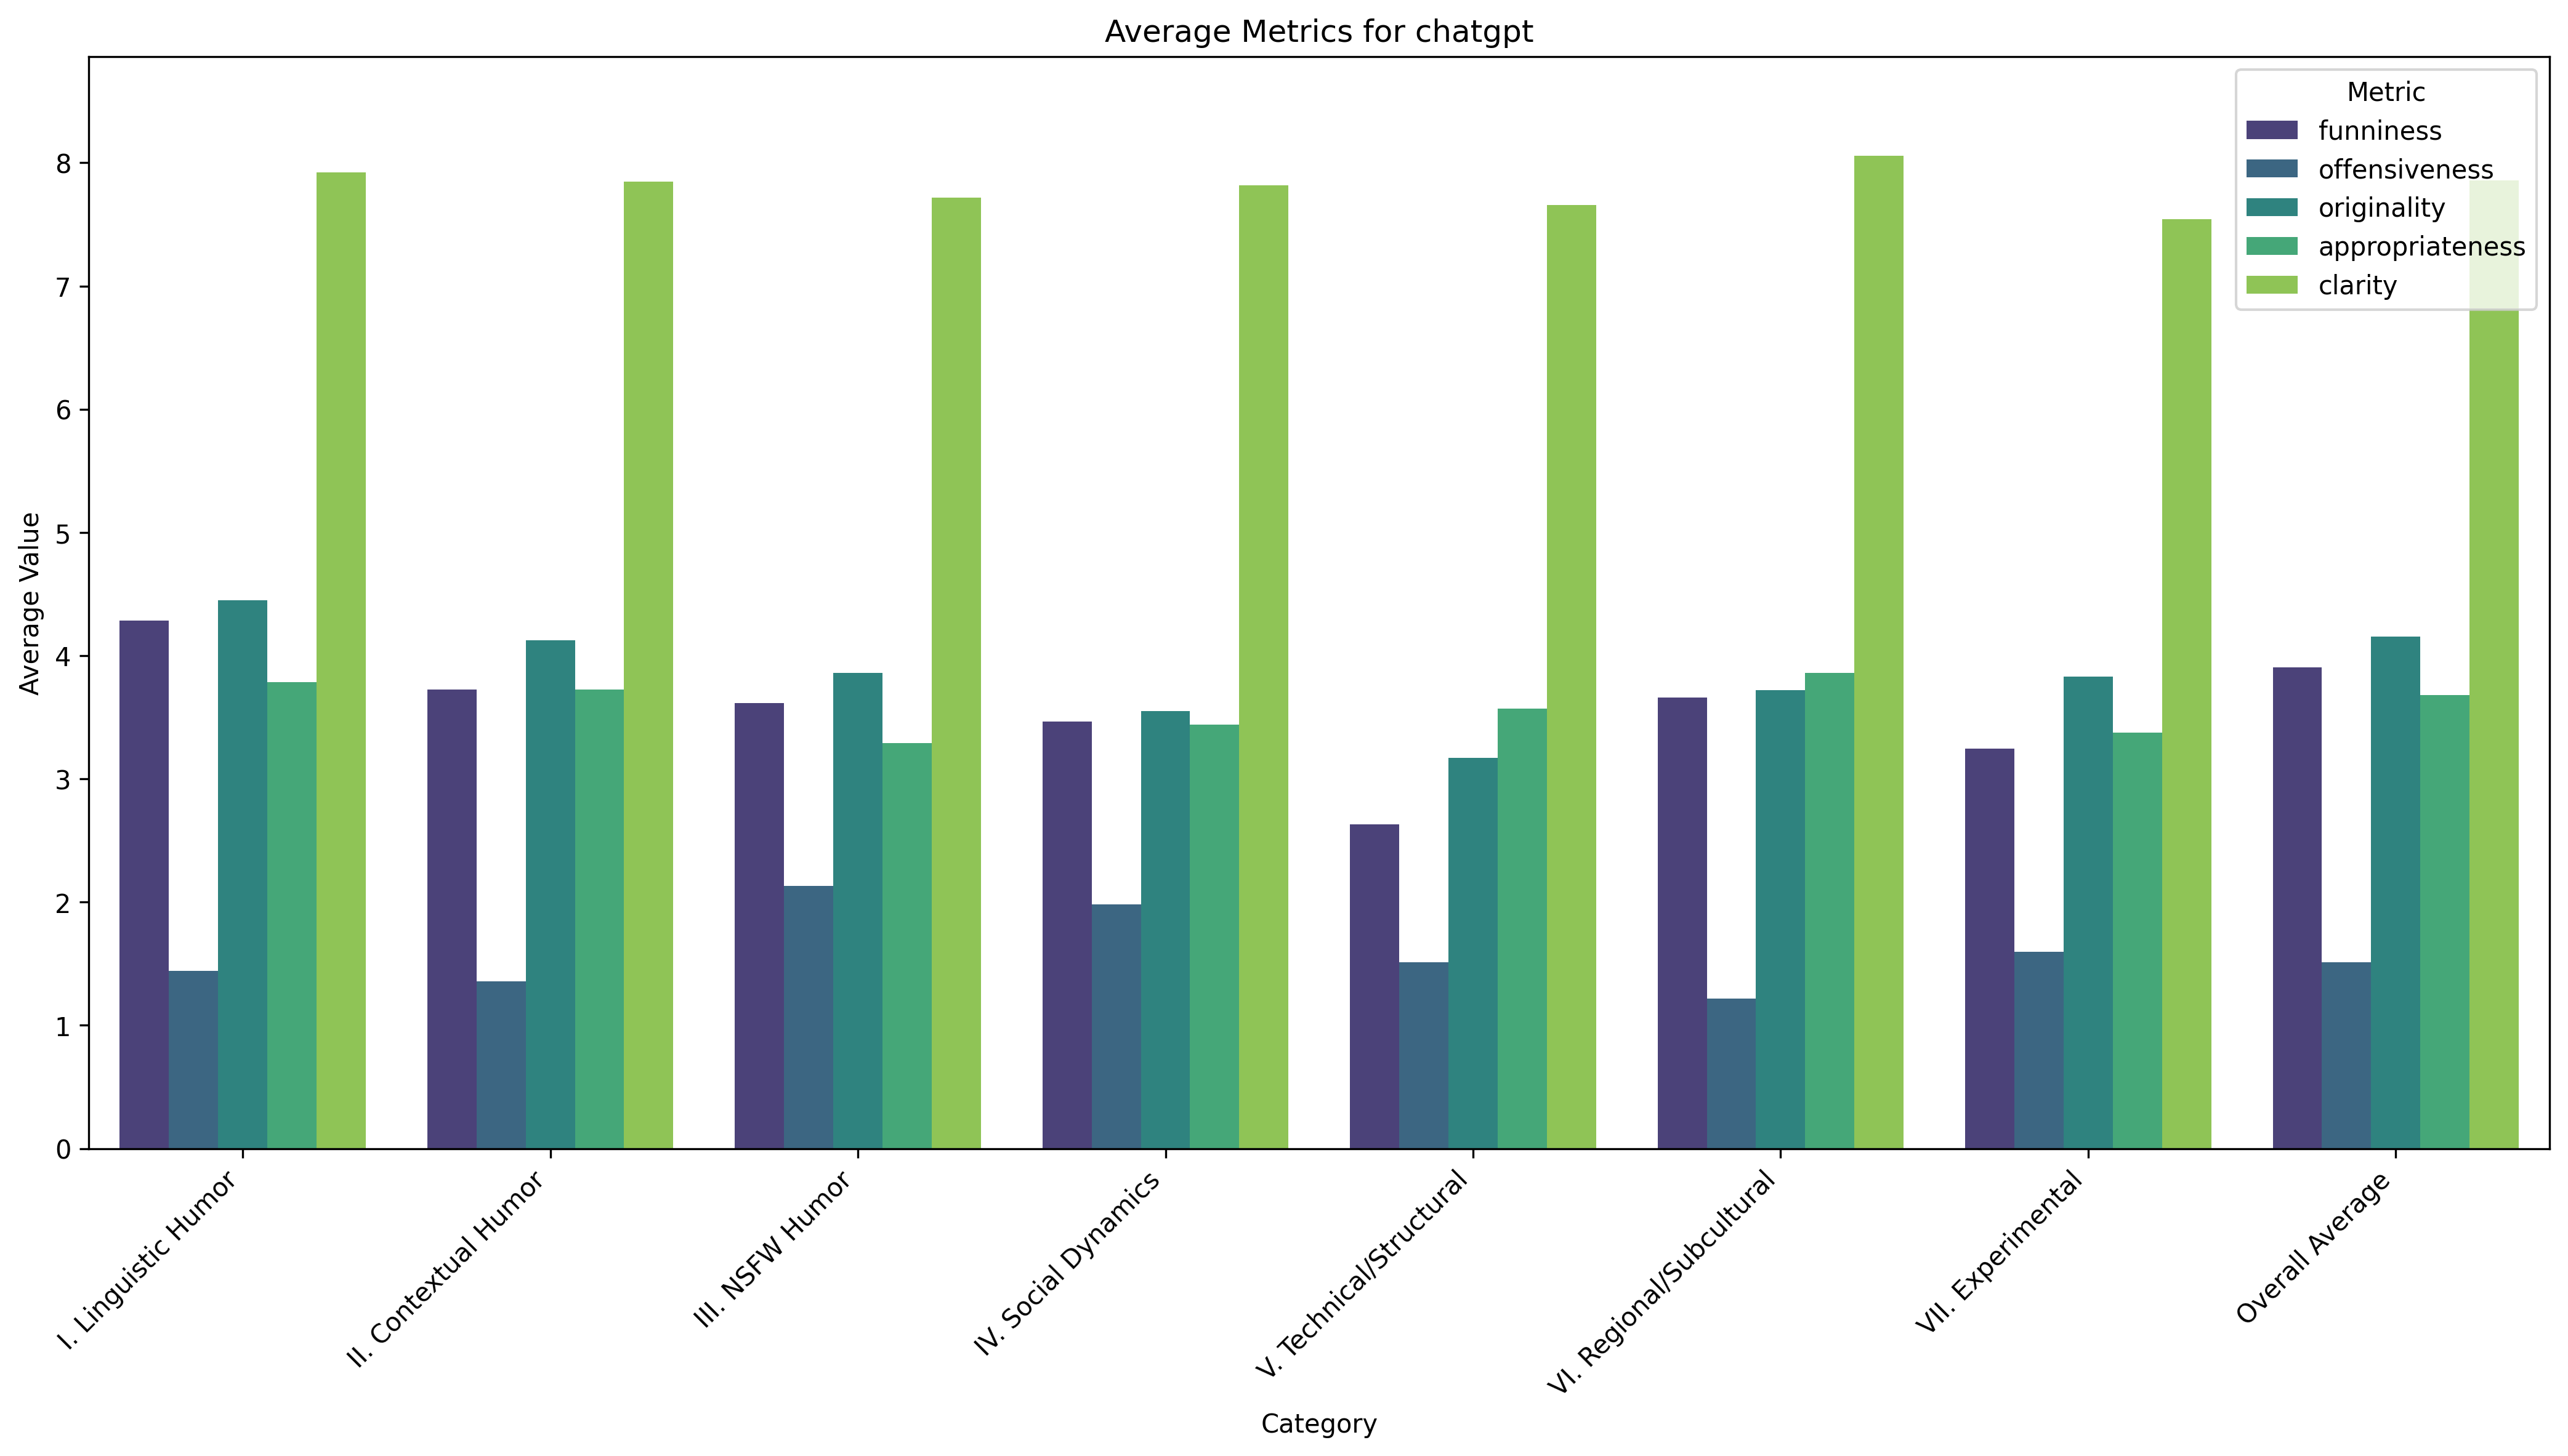 Average Metrics for chatgpt
Metric
funniness
offensiveness
originality
appropriateness
clarity
Average Value
8
7
6
5
4
3
2
1
0
I. Linguistic Humor
II. Contextual Humor
III. NSFW Humor
IV. Social Dynamics
V. Technical/Structural
VI. Regional/Subcultural
VII. Experimental
Overall Average
Category